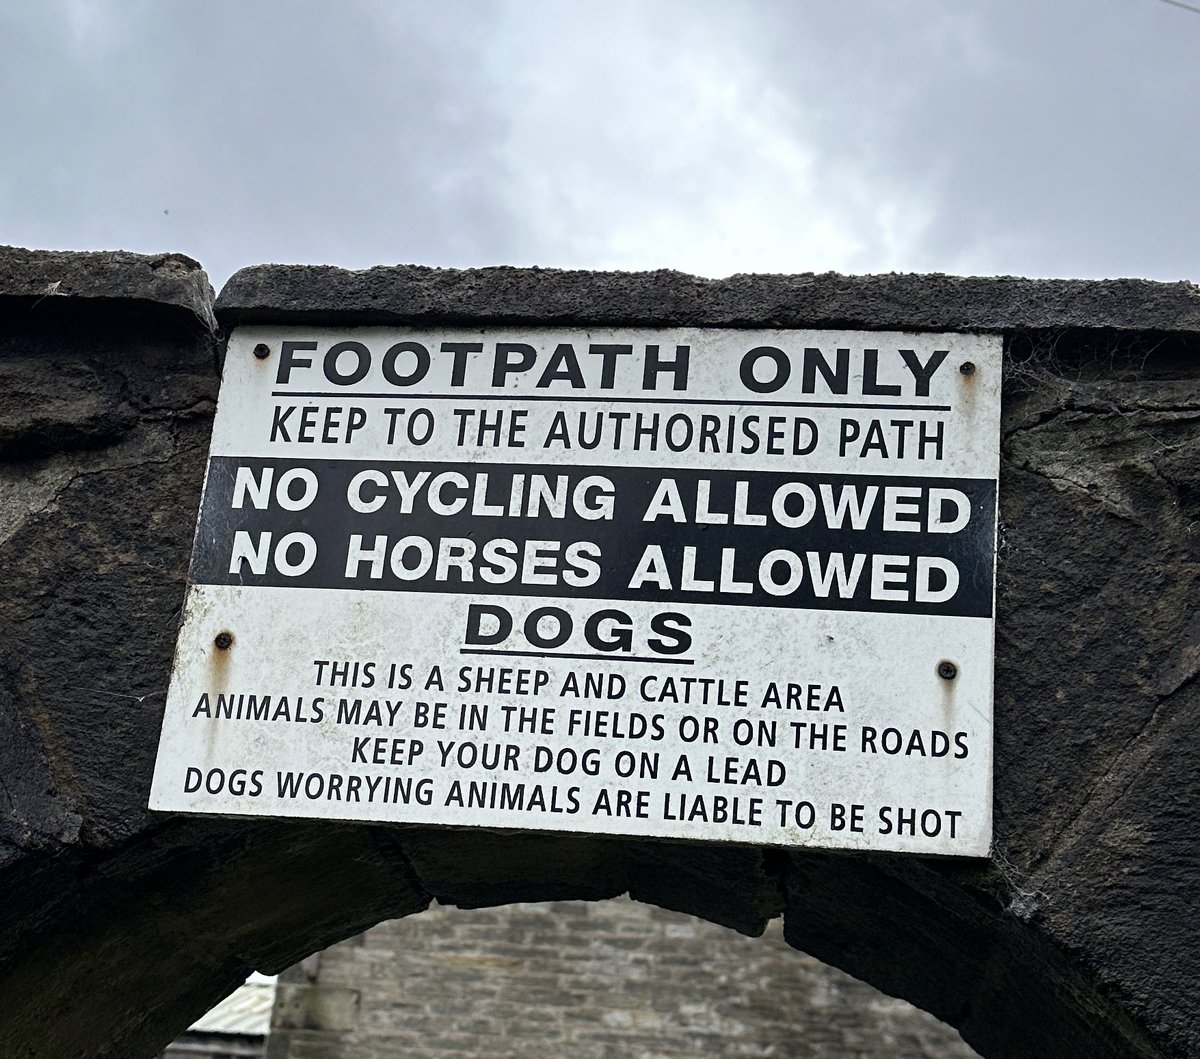 FOOTPATH ONLY
KEEP TO THE AUTHORISED PATH
NO CYCLING ALLOWED
NO HORSES ALLOWED
DOGS
THIS IS A SHEEP AND CATTLE AREA
ANIMALS MAY BE IN THE FIELDS OR ON THE ROADS
KEEP YOUR DOG ON A LEAD
DOGS WORRYING ANIMALS ARE LIABLE TO BE SHOT